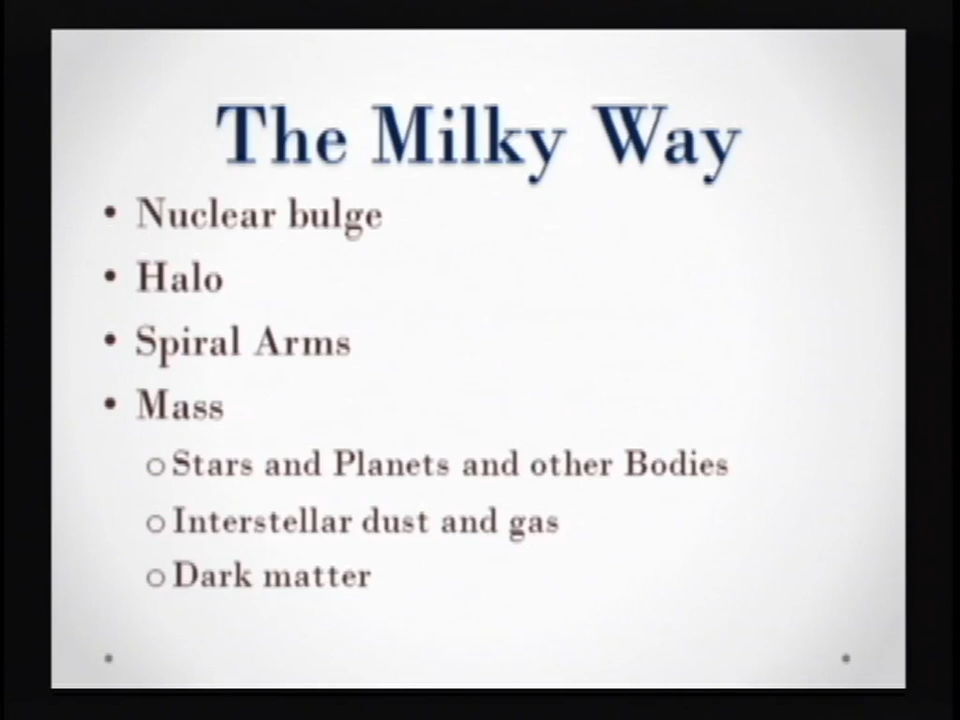 The Milky Way
• Nuclear bulge
• Halo
• Spiral Arms
• Mass
○ Stars and Planets and other Bodies
○ Interstellar dust and gas
○ Dark matter